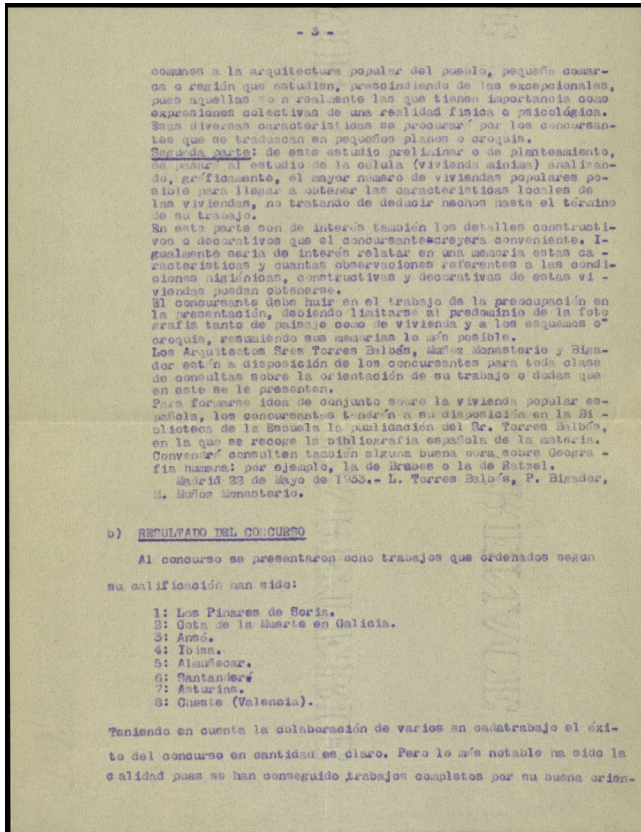 - 3 -
comunes a la arquitectura popular del pueblo, pequeña comar-
ca o región que estudien, prescindiendo de las excepcionales,
pues aquellas son realmente las que tienen importancia como
expresiones colectivas de una realidad física o psicológica.
Esas diversas características se procurará por los concursan-
tes que se traduzcan en pequeños planos o croquis.
Segunda parte: de este estudio preliminar o de planteamiento,
se pasará al estudio de la célula (vivienda mínima) analizan-
do, gráficamente, el mayor número de viviendas populares po-
sible para llegar a obtener las características locales de
las viviendas, no tratando de deducir hechos hasta el término
de su trabajo.
En esta parte son de interés también los detalles constructi-
vos o decorativos que el concursante creyera conveniente. I-
gualmente seria de interés relatar en una memoria estas ca-
racterísticas y cuantas observaciones referentes a las condi-
ciones higiénicas, constructivas y decorativas de estas vi-
viendas puedan obtenerse.
El concursante debe huir en el trabajo de la preocupación en
la presentación, debiendo limitarse al predominio de la foto
grafía tanto de paisaje como de vivienda y a los esquemos o
croquis, resumiendo sus memorias lo más posible.
Los Arquitectos Sres Torres Balbás, Muñoz Monasterio y Biga-
dor están a disposición de los concursantes para toda clase
de consultas sobre la orientación de su trabajo o dudas que
en este se le presenten.
Para formarse idea de conjunto sobre la vivienda popular es-
pañola, los concursantes tendrán a su disposición en la Bi-
blioteca de la Escuela la publicación del Sr. Torres Balbás,
en la que se recoge la bibliografía española de la materia.
Convendrá consulten también alguna buena obra sobre Geogra-
fía humana: por ejemplo, la de Brahes o la de Ratzel.
Madrid 22 de Mayo de 1933.- L. Torres Balbás, P. Bigador,
M. Muñoz Monasterio.
b) RESULTADO DEL CONCURSO
Al concurso se presentaron ocho trabajos que ordenados segun
su calificación han sido:
1: Los Pinares de Soria.
2: Cota de la Muerte en Galicia.
3: Ansó.
4: Ibiza.
5: Almuñecar.
6: Santanderé
7: Asturias.
8: Cueste (Valencia).
Teniendo en cuenta la colaboración de varios en cadatrabajo el éxi-
to del concurso en cantidad es claro. Pero lo más notable ha sido la
calidad pues se han conseguido trabajos completos por su buena orien-